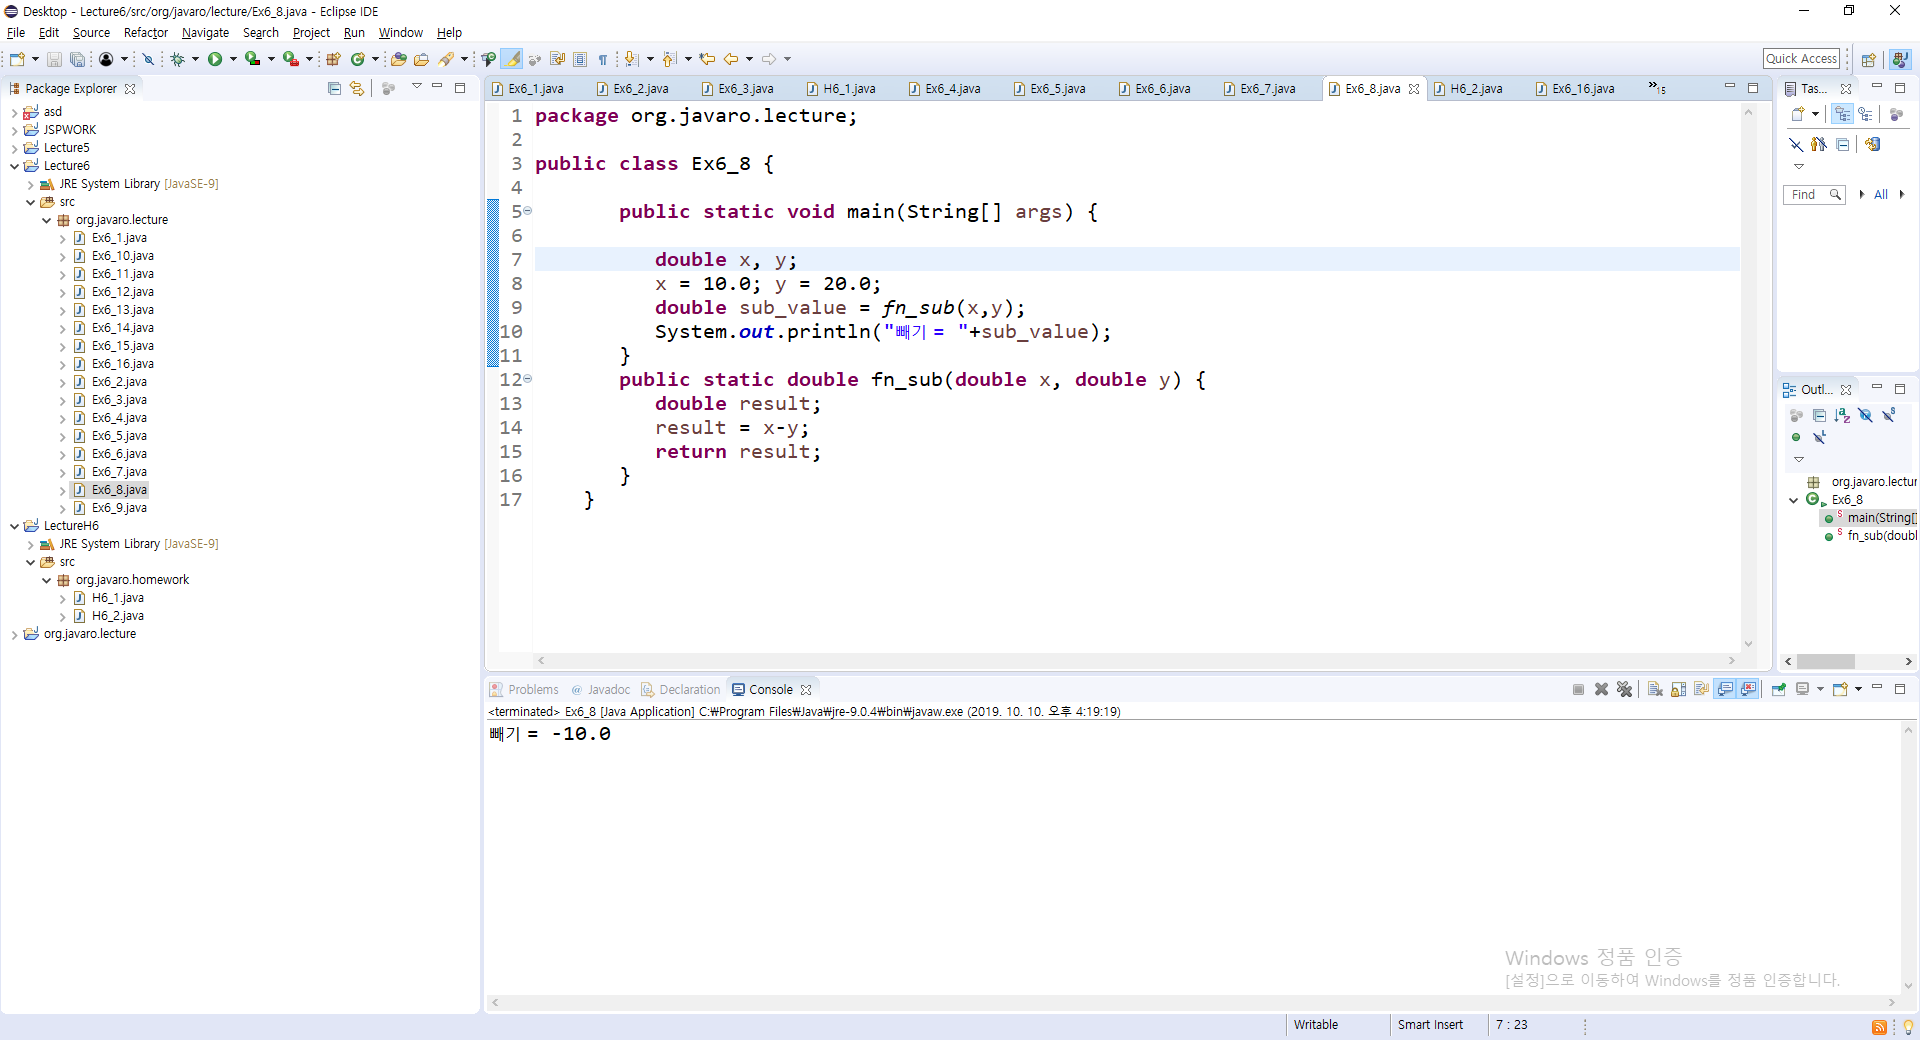 Desktop - Lecture6/src/org/javaro/lecture/Ex6_8.java - Eclipse IDE
File Edit Source Refactor Navigate Search Project Run Window Help
Quick Access
Package Explorer
asd
JSPWORK
Lecture5
Lecture6
JRE System Library [JavaSE-9]
src
org.javaro.lecture
Ex6_1.java
Ex6_10.java
Ex6_11.java
Ex6_12.java
Ex6_13.java
Ex6_14.java
Ex6_15.java
Ex6_16.java
Ex6_2.java
Ex6_3.java
Ex6_4.java
Ex6_5.java
Ex6_6.java
Ex6_7.java
Ex6_8.java
Ex6_9.java
LectureH6
JRE System Library [JavaSE-9]
src
org.javaro.homework
H6_1.java
H6_2.java
org.javaro.lecture
Ex6_1.java Ex6_2.java Ex6_3.java H6_1.java Ex6_4.java Ex6_5.java Ex6_6.java Ex6_7.java Ex6_8.java H6_2.java Ex6_16.java »15
1 package org.javaro.lecture;
2
3 public class Ex6_8 {
4
5 public static void main(String[] args) {
6
7 double x, y;
8 x = 10.0; y = 20.0;
9 double sub_value = fn_sub(x,y);
10 System.out.println("빼기 = "+sub_value);
11 }
12 public static double fn_sub(double x, double y) {
13 double result;
14 result = x-y;
15 return result;
16 }
17 }
Tas...
Find All
Outl...
org.javaro.lectur
Ex6_8
main(String[]
fn_sub(doubl
Problems @ Javadoc Declaration Console
<terminated> Ex6_8 [Java Application] C:₩Program Files₩Java₩jre-9.0.4₩bin₩javaw.exe (2019. 10. 10. 오후 4:19:19)
빼기 = -10.0
Windows 정품 인증
[설정]으로 이동하여 Windows를 정품 인증합니다.
Writable Smart Insert 7 : 23